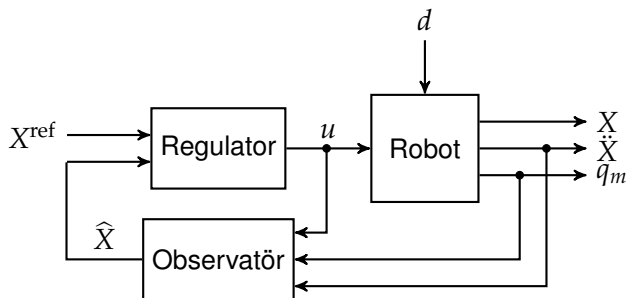 d
X^ref
Regulator
u
Robot
X
Ẍ
q_m
X̂
Observatör